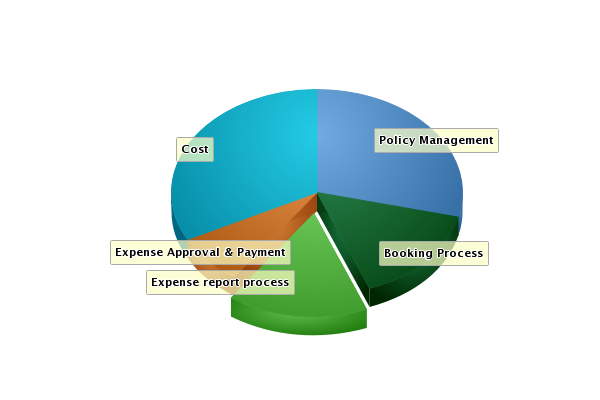 Policy Management
Cost
Expense Approval & Payment
Booking Process
Expense report process